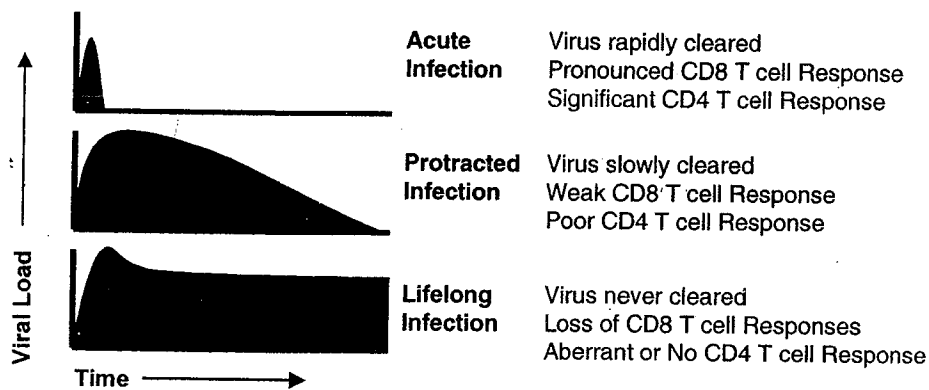 Acute
Infection
Virus rapidly cleared
Pronounced CD8 T cell Response
Significant CD4 T cell Response
Protracted
Infection
Virus slowly cleared
Weak CD8 T cell Response
Poor CD4 T cell Response
Lifelong
Infection
Virus never cleared
Loss of CD8 T cell Responses
Aberrant or No CD4 T cell Response
Viral Load
Time